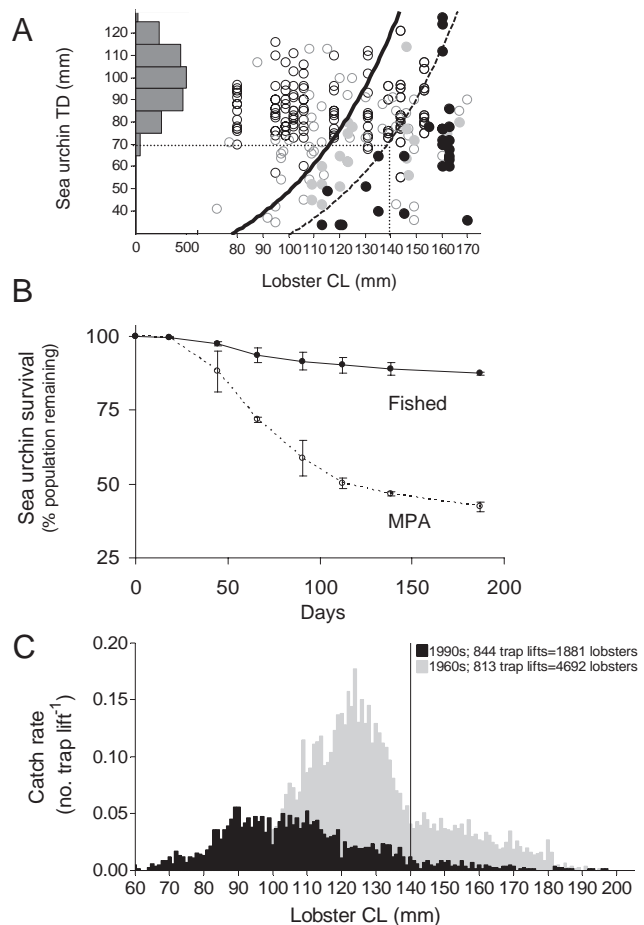 A
Sea urchin TD (mm)
120
110
100
90
80
70
60
50
40
0 500 80 90 100 110 120 130 140 150 160 170
Lobster CL (mm)
B
Sea urchin survival
(% population remaining)
100
75
50
25
Fished
MPA
0 50 100 150 200
Days
C
Catch rate
(no. trap lift-1)
0.20
0.15
0.10
0.05
0.00
1990s; 844 trap lifts=1881 lobsters
1960s; 813 trap lifts=4692 lobsters
60 70 80 90 100 110 120 130 140 150 160 170 180 190 200
Lobster CL (mm)